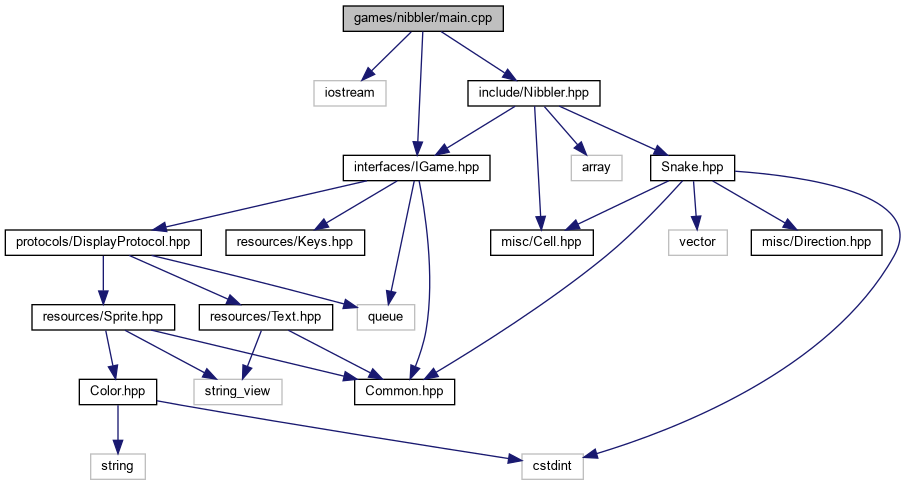 games/nibbler/main.cpp
iostream
include/Nibbler.hpp
interfaces/IGame.hpp
array
Snake.hpp
protocols/DisplayProtocol.hpp
resources/Keys.hpp
misc/Cell.hpp
vector
misc/Direction.hpp
resources/Sprite.hpp
resources/Text.hpp
queue
Color.hpp
string_view
Common.hpp
string
cstdint